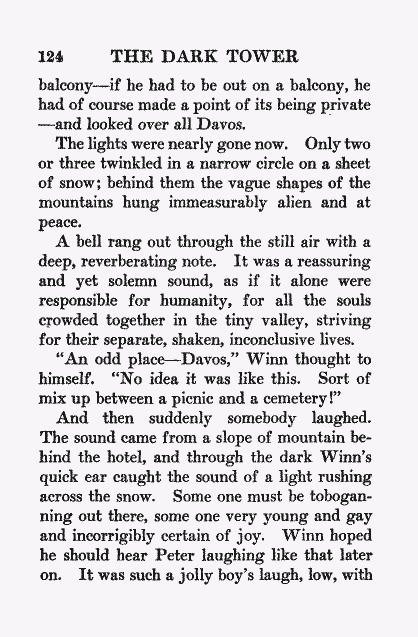 124 THE DARK TOWER
balcony—if he had to be out on a balcony, he
had of course made a point of its being private
—and looked over all Davos.
The lights were nearly gone now. Only two
or three twinkled in a narrow circle on a sheet
of snow; behind them the vague shapes of the
mountains hung immeasurably alien and at
peace.
A bell rang out through the still air with a
deep, reverberating note. It was a reassuring
and yet solemn sound, as if it alone were
responsible for humanity, for all the souls
crowded together in the tiny valley, striving
for their separate, shaken, inconclusive lives.
"An odd place—Davos," Winn thought to
himself. "No idea it was like this. Sort of
mix up between a picnic and a cemetery!"
And then suddenly somebody laughed.
The sound came from a slope of mountain be-
hind the hotel, and through the dark Winn's
quick ear caught the sound of a light rushing
across the snow. Some one must be tobogan-
ning out there, some one very young and gay
and incorrigibly certain of joy. Winn hoped
he should hear Peter laughing like that later
on. It was such a jolly boy's laugh, low, with